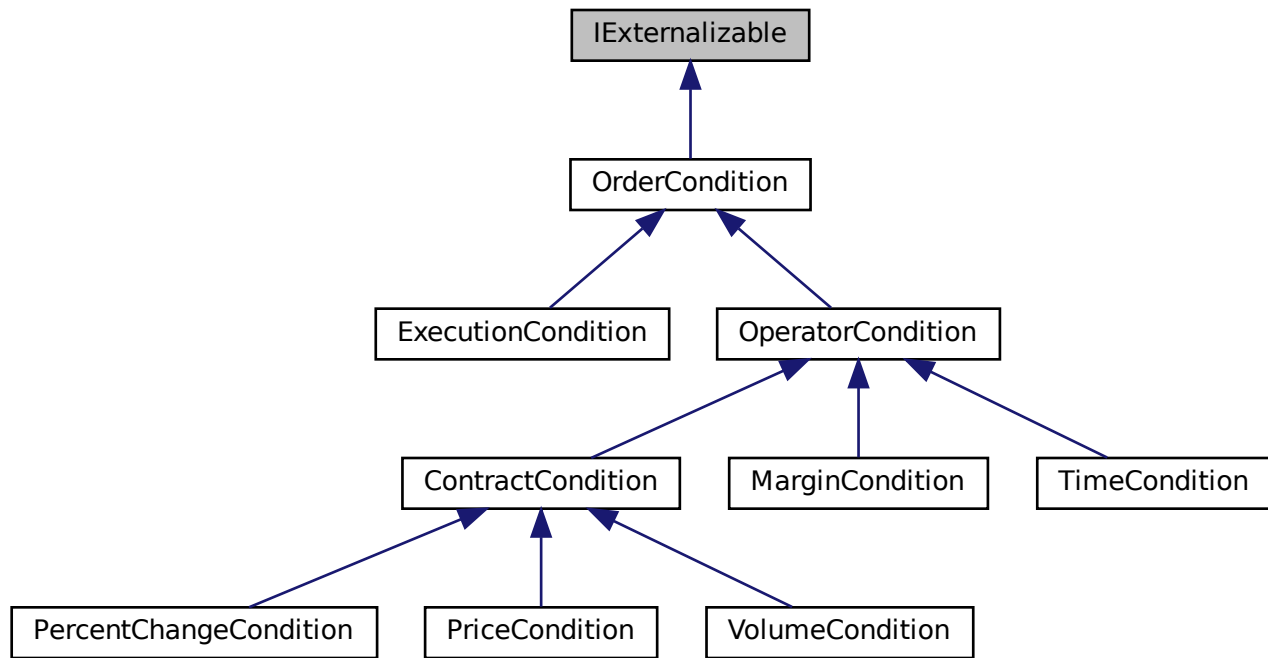 IExternalizable
OrderCondition
ExecutionCondition
OperatorCondition
ContractCondition
MarginCondition
TimeCondition
PercentChangeCondition
PriceCondition
VolumeCondition